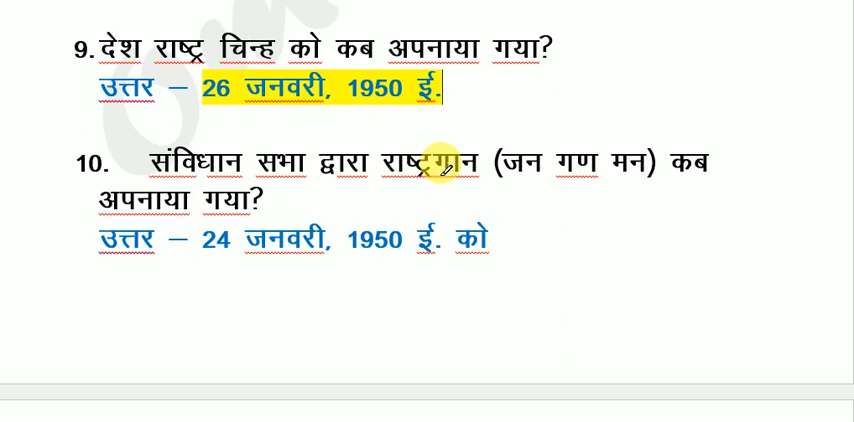 9. देश राष्ट्र चिन्ह को कब अपनाया गया?
उत्तर – 26 जनवरी, 1950 ई.
10. संविधान सभा द्वारा राष्ट्रगान (जन गण मन) कब
अपनाया गया?
उत्तर – 24 जनवरी, 1950 ई. को